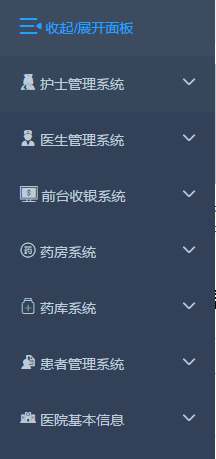 收起/展开面板
护士管理系统
医生管理系统
前台收银系统
药房系统
药库系统
患者管理系统
医院基本信息